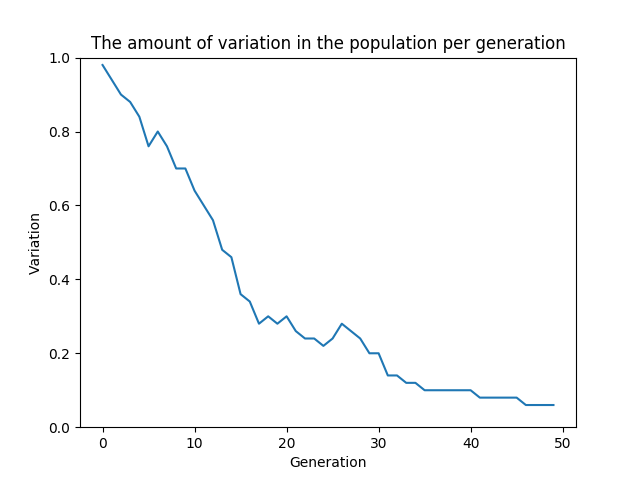 The amount of variation in the population per generation
1.0
0.8
0.6
0.4
0.2
0.0
Variation
0 10 20 30 40 50
Generation